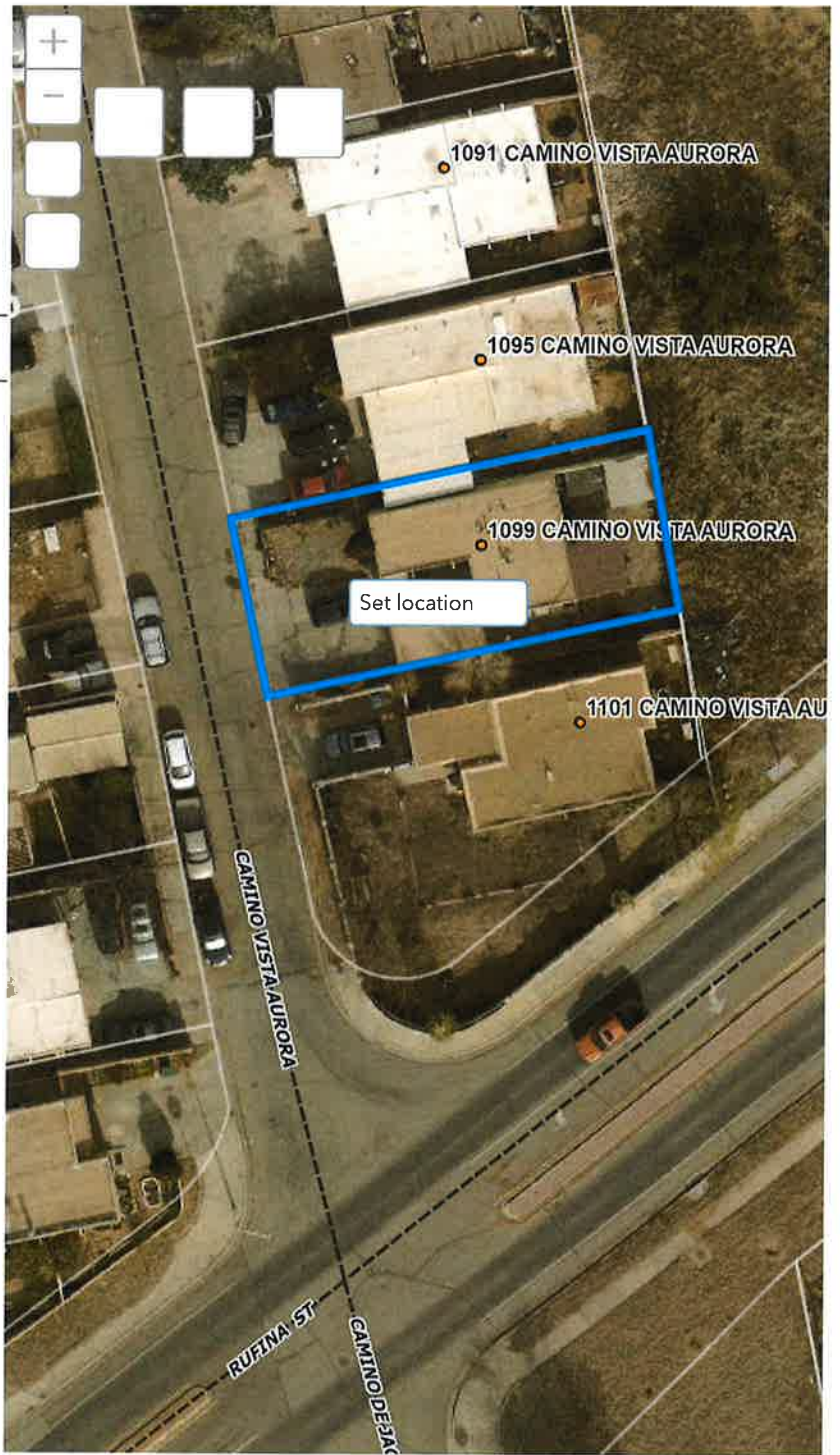 +
−
1091 CAMINO VISTA AURORA
1095 CAMINO VISTA AURORA
1099 CAMINO VISTA AURORA
Set location
1101 CAMINO VISTA AU
CAMINO VISTA AURORA
RUFINA ST
CAMINO DE JAC